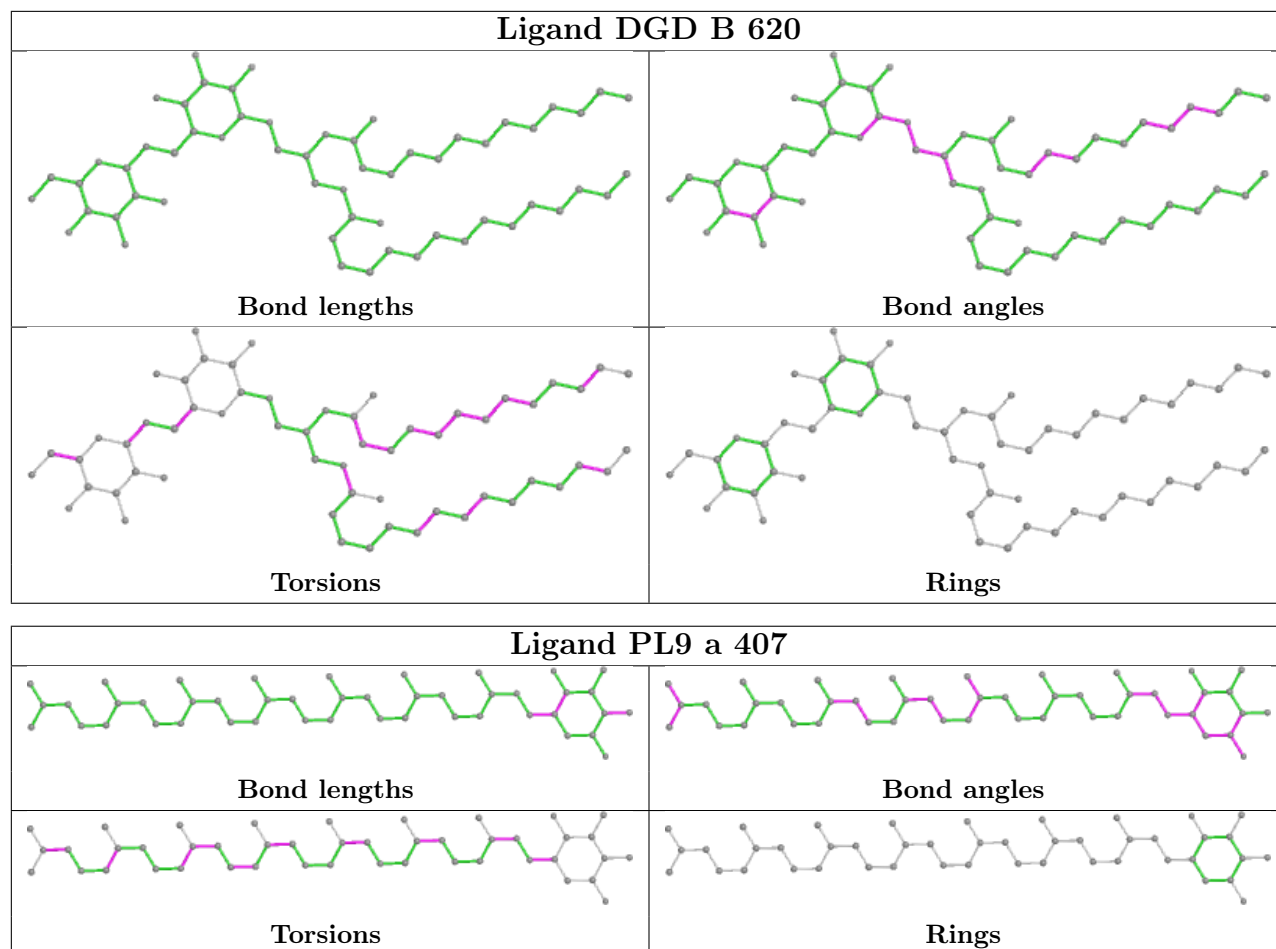 Ligand DGD B 620
Bond lengths
Bond angles
Torsions
Rings
Ligand PL9 a 407
Bond lengths
Bond angles
Torsions
Rings